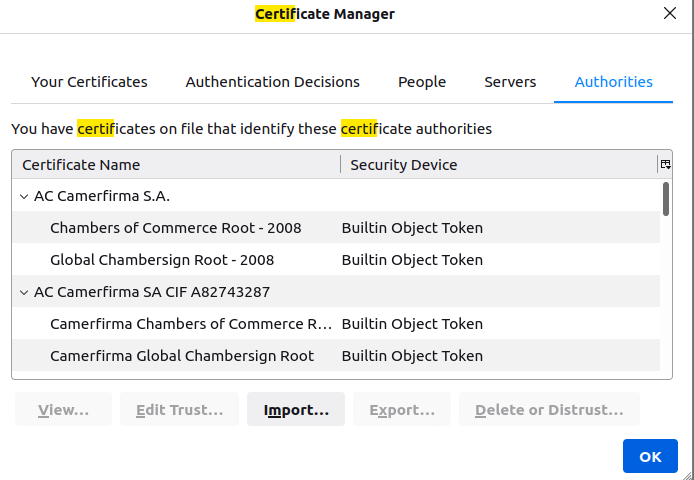 Certificate Manager
Your Certificates Authentication Decisions People Servers Authorities
You have certificates on file that identify these certificate authorities
Certificate Name Security Device
AC Camerfirma S.A.
Chambers of Commerce Root - 2008 Builtin Object Token
Global Chambersign Root - 2008 Builtin Object Token
AC Camerfirma SA CIF A82743287
Camerfirma Chambers of Commerce R... Builtin Object Token
Camerfirma Global Chambersign Root Builtin Object Token
View... Edit Trust... Import... Export... Delete or Distrust...
OK